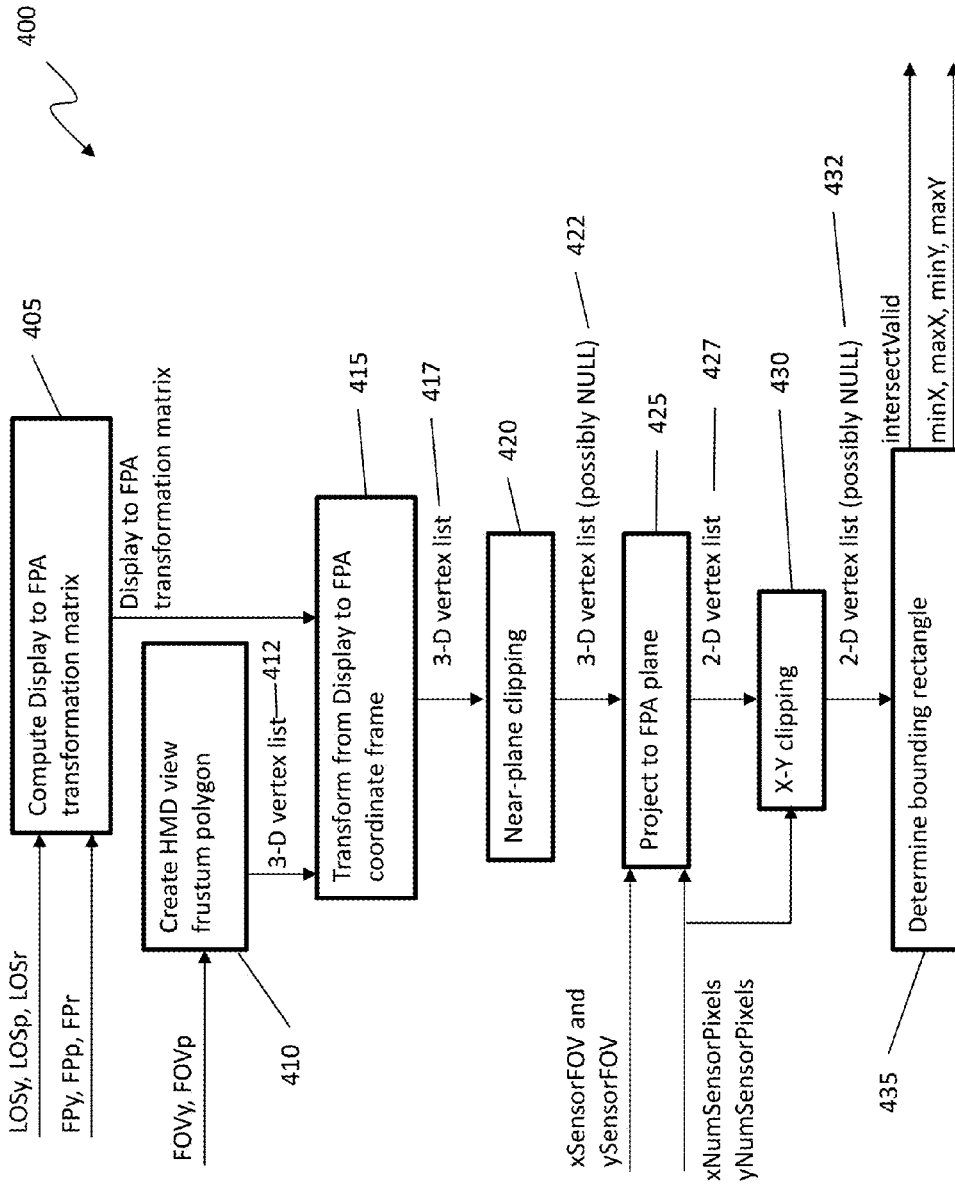 400
LOSy, LOSp, LOSr
FPy, FPp, FPr
Compute Display to FPA
transformation matrix
405
Display to FPA
transformation matrix
FOVy, FOVp
Create HMD view
frustum polygon
410
3-D vertex list
412
Transform from Display to FPA
coordinate frame
415
3-D vertex list
417
Near-plane clipping
420
3-D vertex list (possibly NULL)
422
xSensorFOV and
ySensorFOV
Project to FPA plane
425
xNumSensorPixels
yNumSensorPixels
2-D vertex list
427
X-Y clipping
430
2-D vertex list (possibly NULL)
432
Determine bounding rectangle
435
intersectValid
minX, maxX, minY, maxY